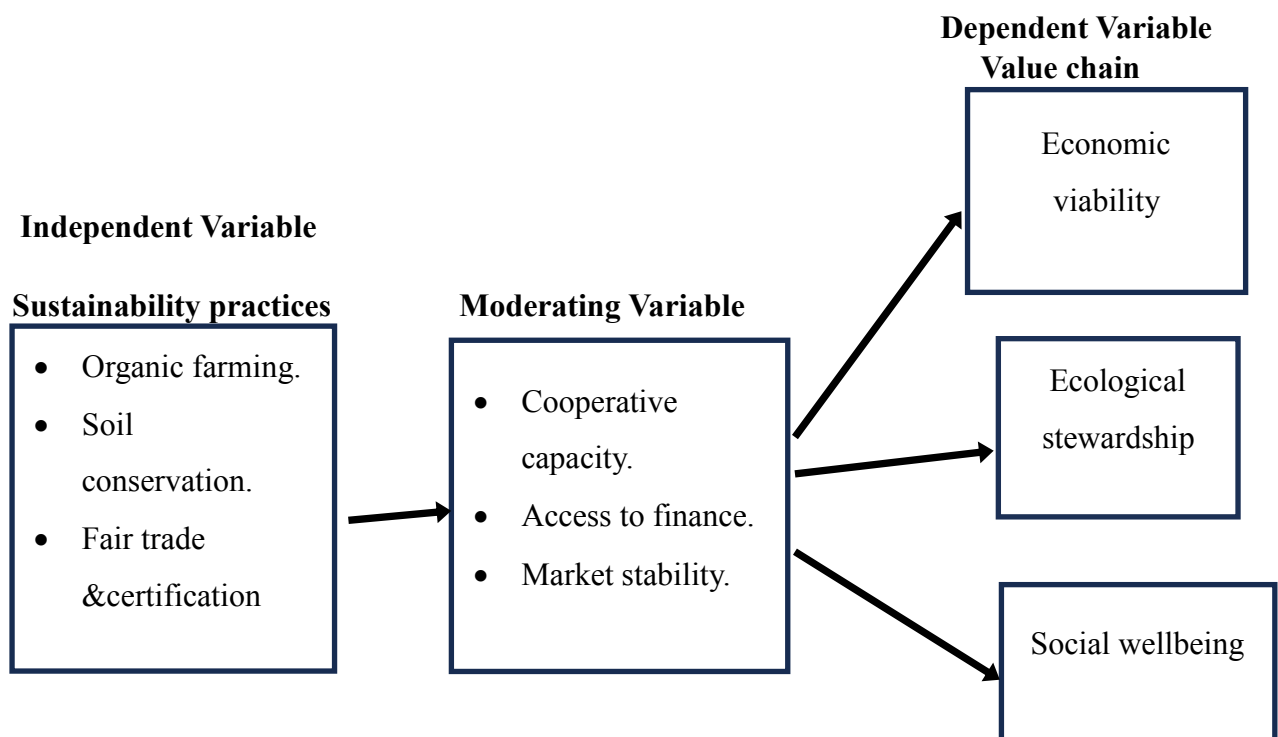 Independent Variable
Sustainability practices
• Organic farming.
• Soil
conservation.
• Fair trade
&certification
Moderating Variable
• Cooperative
capacity.
• Access to finance.
• Market stability.
Dependent Variable
Value chain
Economic
viability
Ecological
stewardship
Social wellbeing